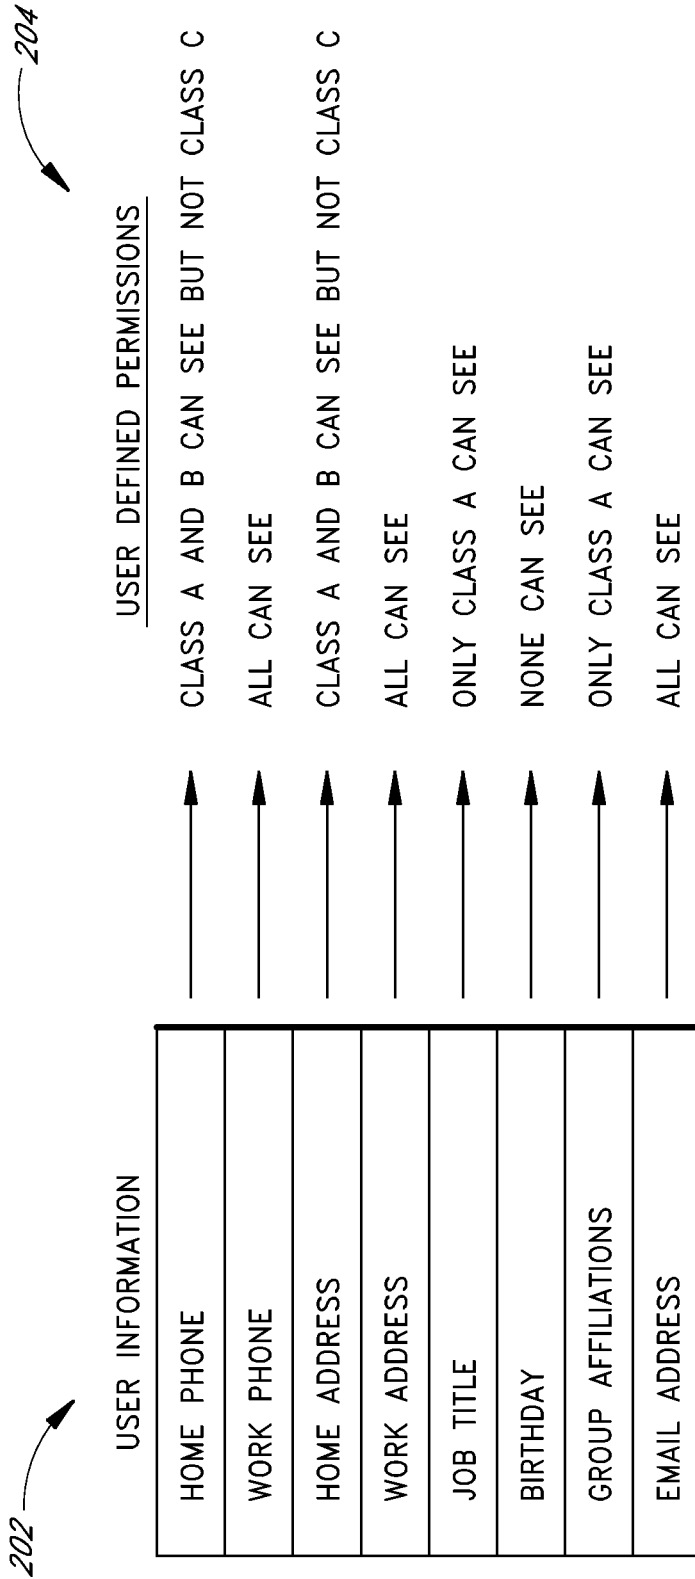 202
204
USER INFORMATION
USER DEFINED PERMISSIONS
HOME PHONE
CLASS A AND B CAN SEE BUT NOT CLASS C
WORK PHONE
ALL CAN SEE
HOME ADDRESS
CLASS A AND B CAN SEE BUT NOT CLASS C
WORK ADDRESS
ALL CAN SEE
JOB TITLE
ONLY CLASS A CAN SEE
BIRTHDAY
NONE CAN SEE
GROUP AFFILIATIONS
ONLY CLASS A CAN SEE
EMAIL ADDRESS
ALL CAN SEE